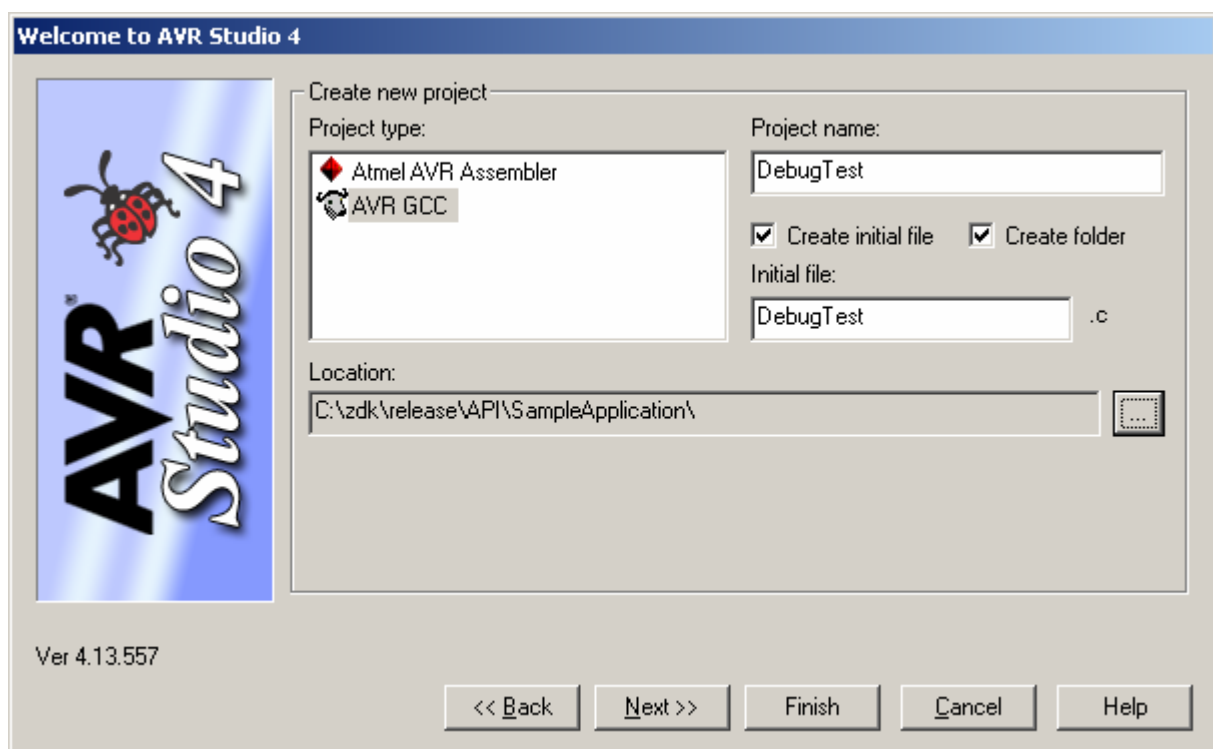 Welcome to AVR Studio 4
AVR® Studio 4
Create new project
Project type:
Atmel AVR Assembler
AVR GCC
Project name:
DebugTest
Create initial file
Create folder
Initial file:
DebugTest
.c
Location:
C:\zdk\release\API\SampleApplication\
...
Ver 4.13.557
<< Back
Next >>
Finish
Cancel
Help